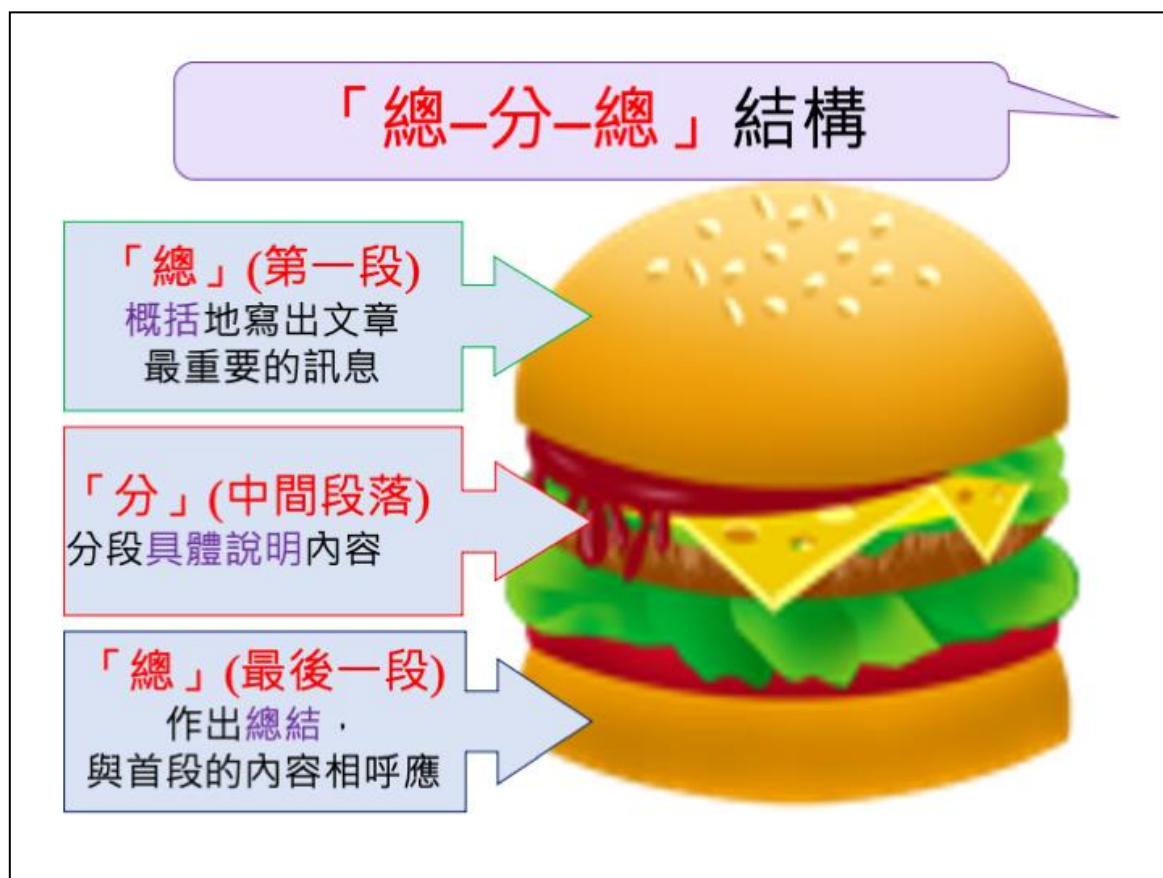 「總–分–總」結構
「總」(第一段)
概括地寫出文章
最重要的訊息
「分」(中間段落)
分段具體說明內容
「總」(最後一段)
作出總結，
與首段的內容相呼應